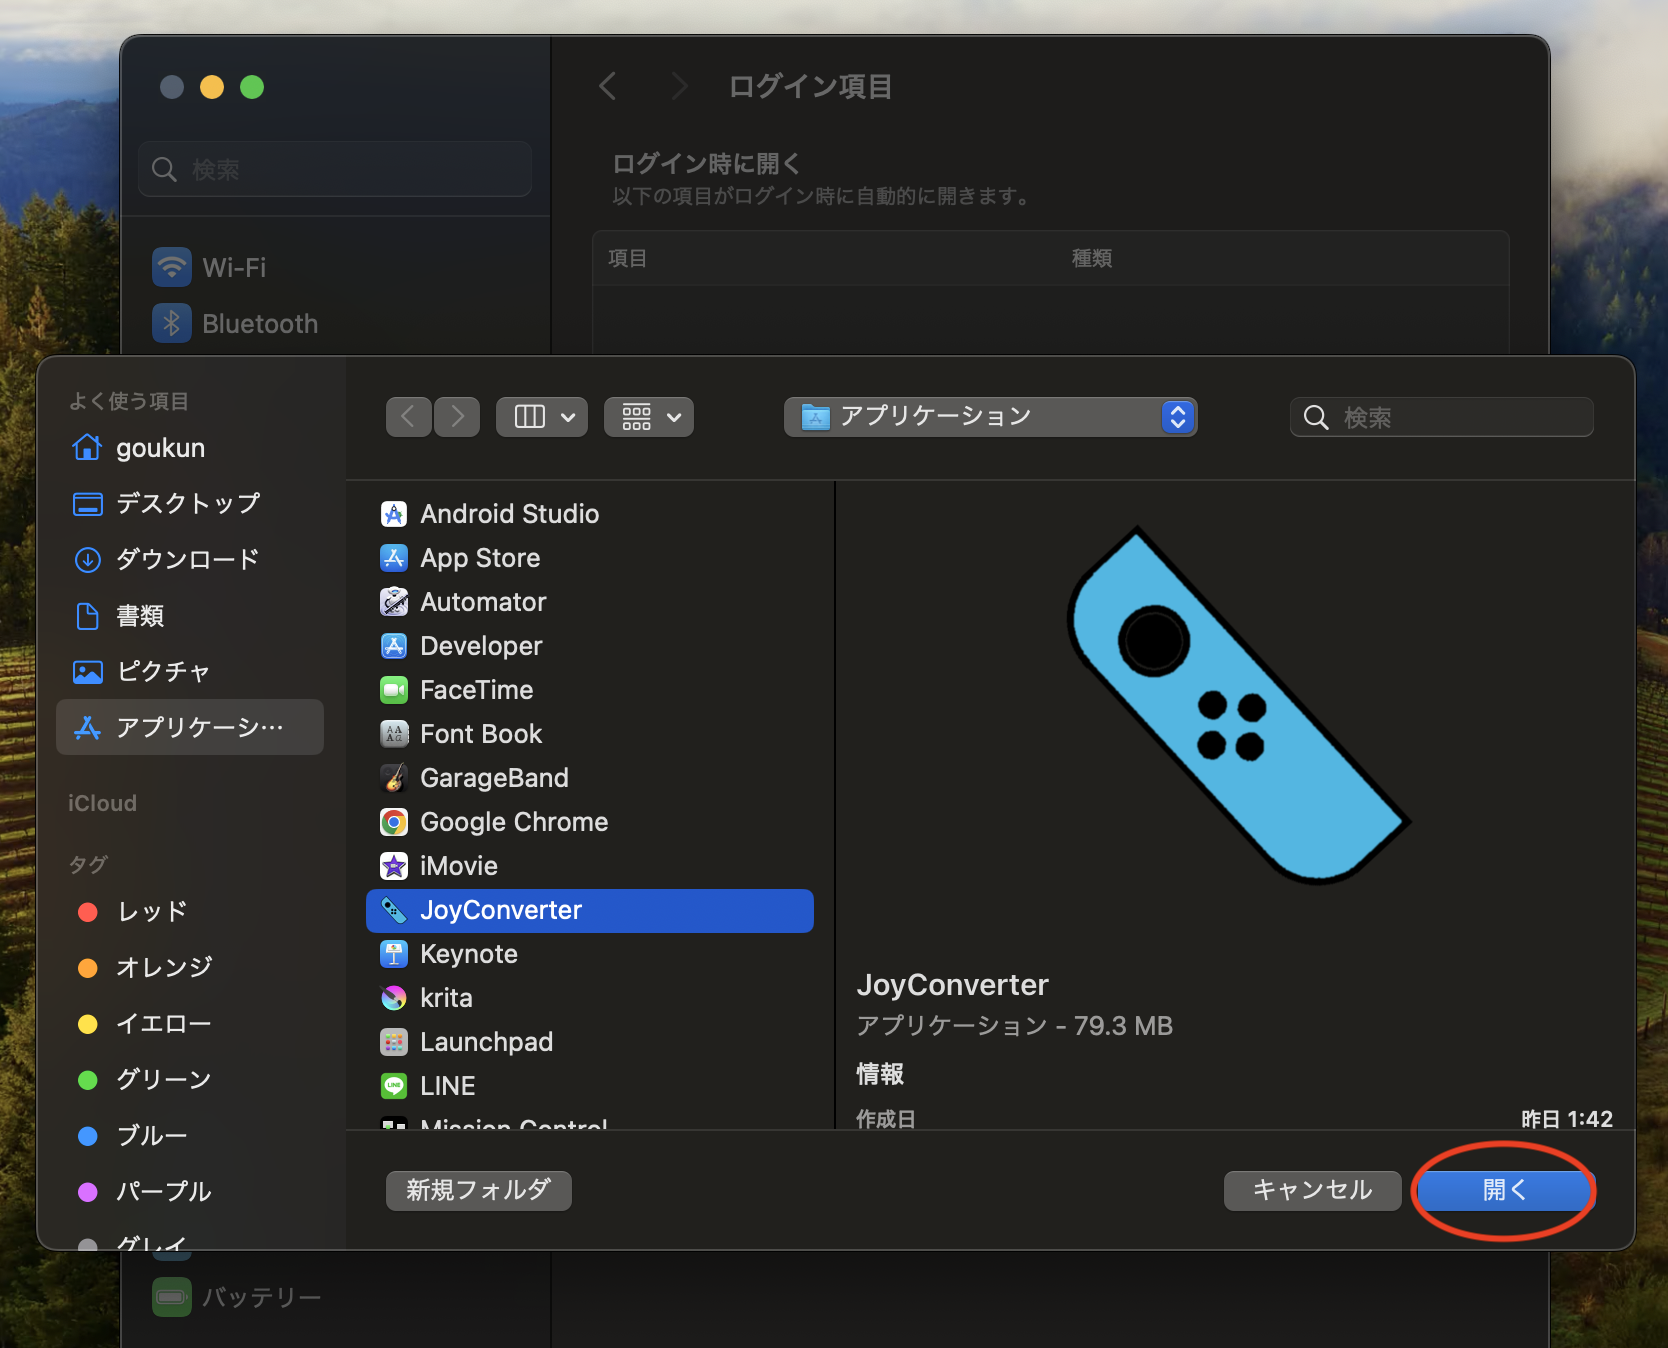 ログイン項目
検索
ログイン時に開く
以下の項目がログイン時に自動的に開きます。
項目
種類
Wi-Fi
Bluetooth
よく使う項目
goukun
デスクトップ
ダウンロード
書類
ピクチャ
アプリケーシ…
iCloud
タグ
レッド
オレンジ
イエロー
グリーン
ブルー
パープル
グレイ
アプリケーション
検索
Android Studio
App Store
Automator
Developer
FaceTime
Font Book
GarageBand
Google Chrome
iMovie
JoyConverter
Keynote
krita
Launchpad
LINE
Mission Control
JoyConverter
アプリケーション - 79.3 MB
情報
作成日
昨日 1:42
新規フォルダ
キャンセル
開く
バッテリー